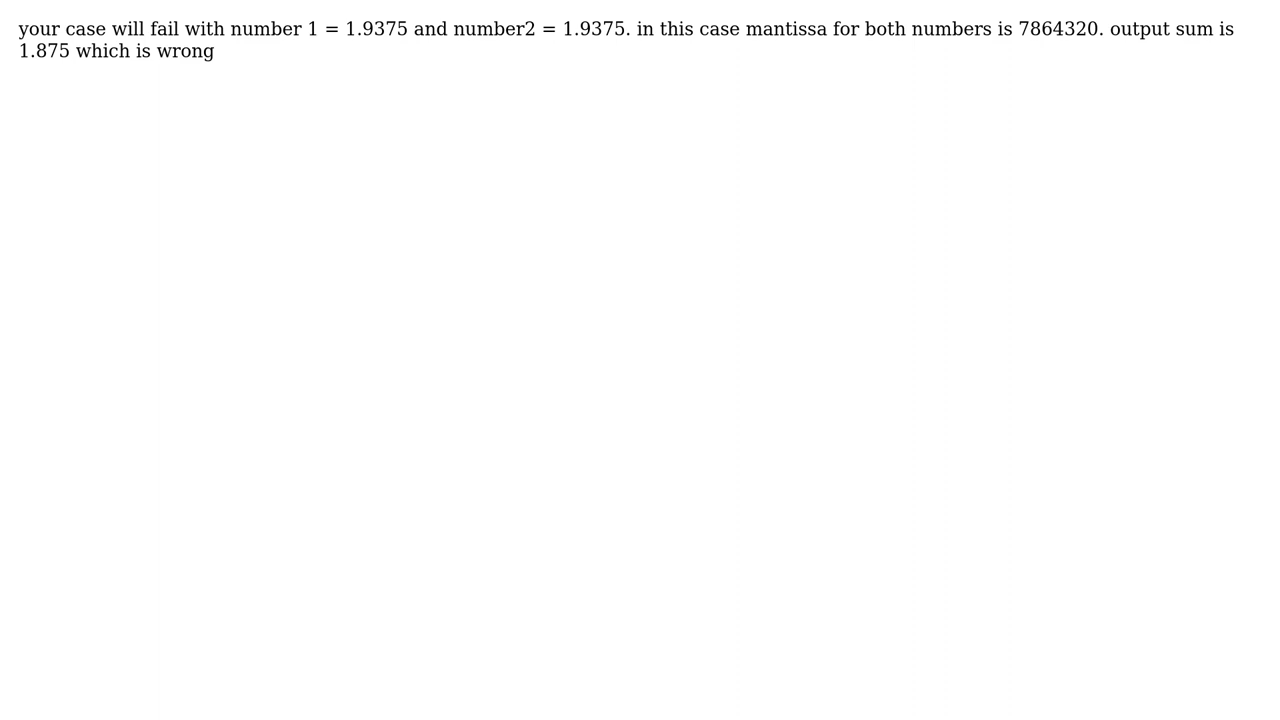 your case will fail with number 1 = 1.9375 and number2 = 1.9375. in this case mantissa for both numbers is 7864320. output sum is
1.875 which is wrong